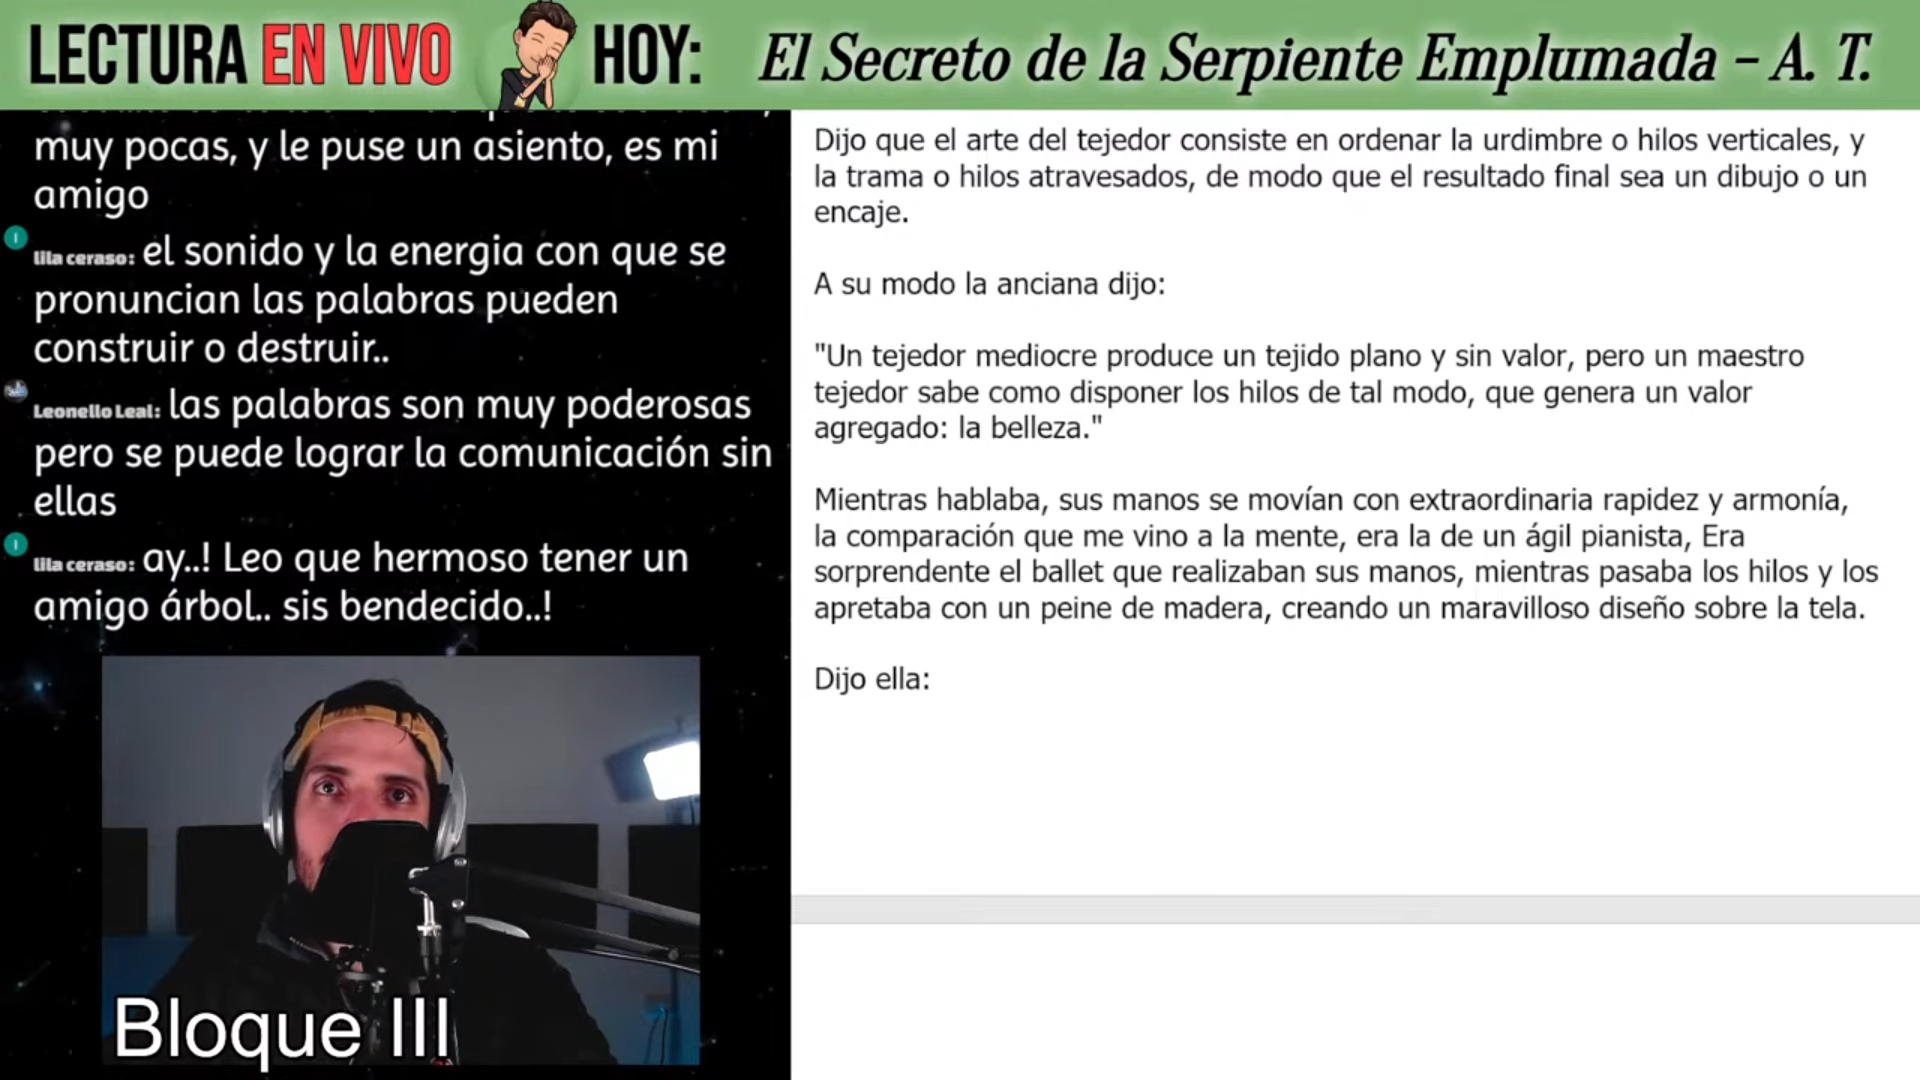 LECTURA EN VIVO HOY: El Secreto de la Serpiente Emplumada - A. T.
muy pocas, y le puse un asiento, es mi
amigo
lila ceraso: el sonido y la energia con que se
pronuncian las palabras pueden
construir o destruir..
Leonello Leal: las palabras son muy poderosas
pero se puede lograr la comunicación sin
ellas
lila ceraso: ay..! Leo que hermoso tener un
amigo árbol.. sis bendecido..!
Bloque III
Dijo que el arte del tejedor consiste en ordenar la urdimbre o hilos verticales, y
la trama o hilos atravesados, de modo que el resultado final sea un dibujo o un
encaje.
A su modo la anciana dijo:
"Un tejedor mediocre produce un tejido plano y sin valor, pero un maestro
tejedor sabe como disponer los hilos de tal modo, que genera un valor
agregado: la belleza."
Mientras hablaba, sus manos se movían con extraordinaria rapidez y armonía,
la comparación que me vino a la mente, era la de un ágil pianista, Era
sorprendente el ballet que realizaban sus manos, mientras pasaba los hilos y los
apretaba con un peine de madera, creando un maravilloso diseño sobre la tela.
Dijo ella: